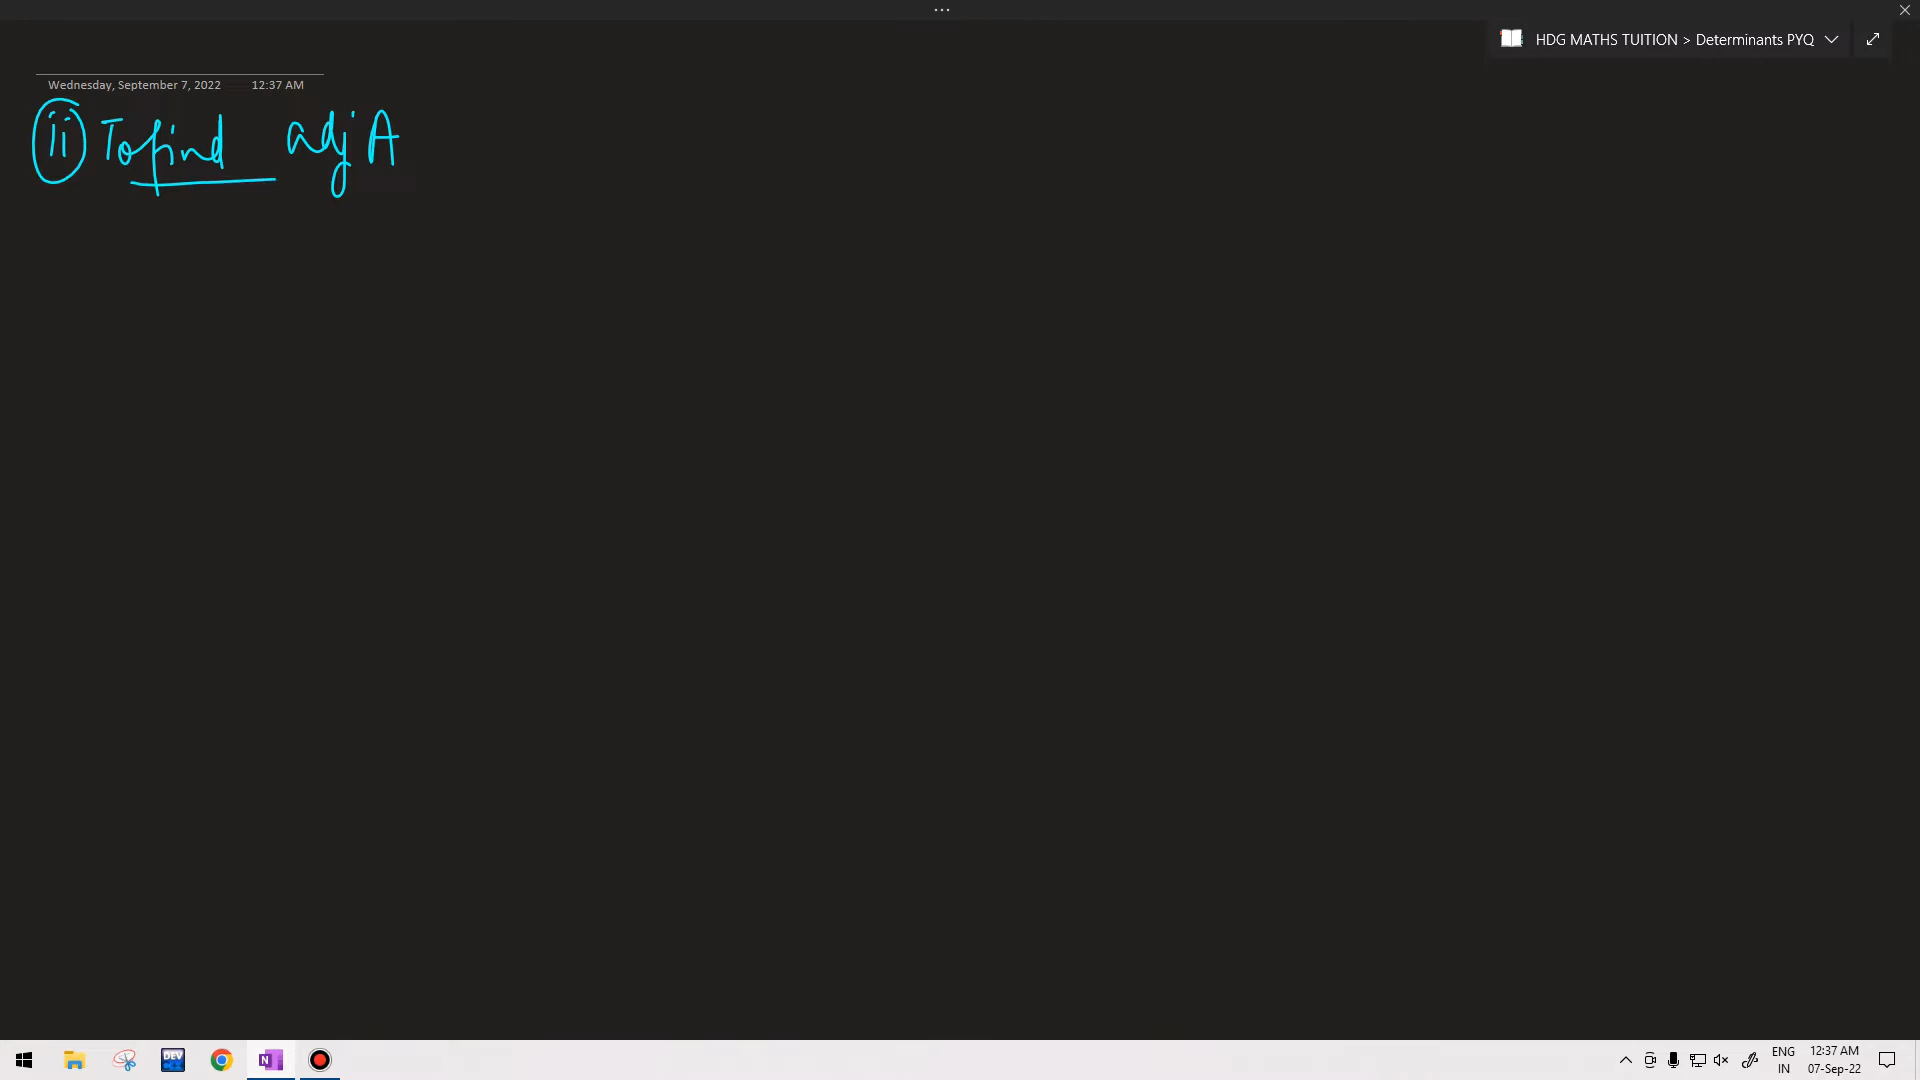 HDG MATHS TUITION > Determinants PYQ
Wednesday, September 7, 2022 12:37 AM
ii To find adj A
DEV
N
ENG
IN
12:37 AM
07-Sep-22